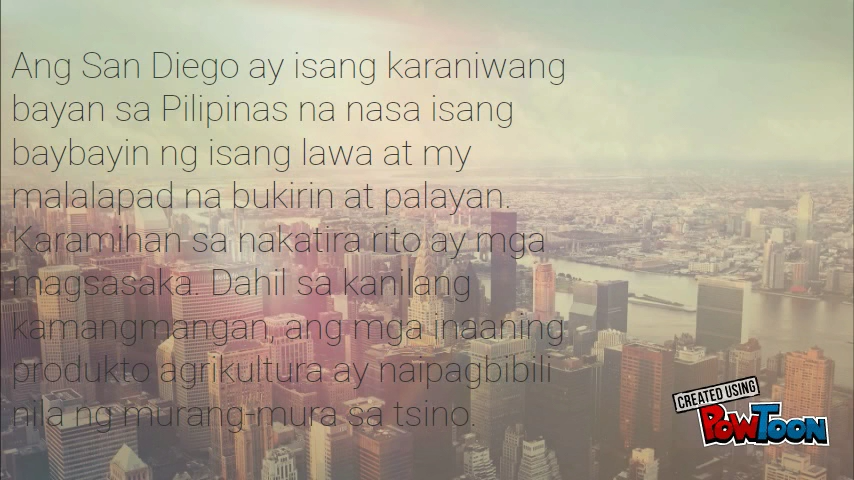 Ang San Diego ay isang karaniwang
bayan sa Pilipinas na nasa isang
baybayin ng isang lawa at my
malalapad na bukirin at palayan.
Karamihan sa nakatira rito ay mga
magsasaka. Dahil sa kanilang
kamangmangan, ang mga inaaning
produkto agrikultura ay naipagbibili
nila ng murang-mura sa tsino.
CREATED USING
POWTOON